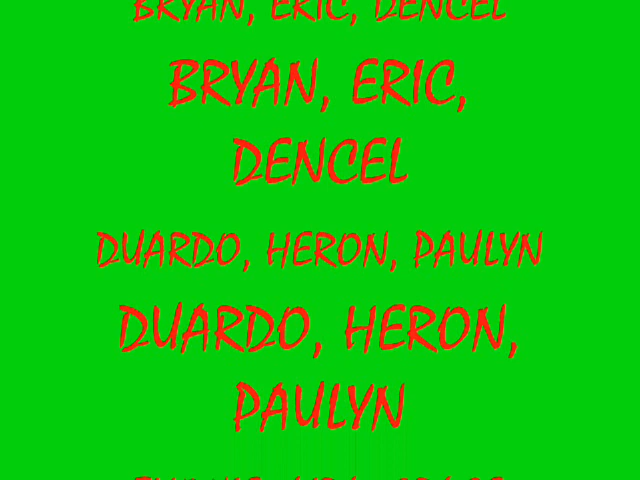 BRYAN, ERIC, DENCEL
BRYAN, ERIC,
DENCEL
DUARDO, HERON, PAULYN
DUARDO, HERON,
PAULYN